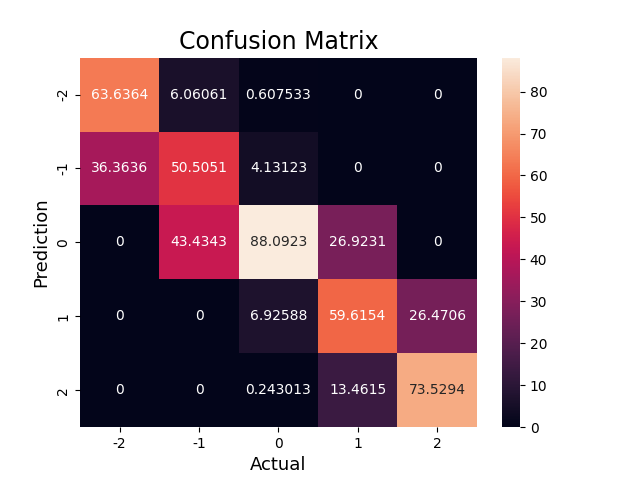 Confusion Matrix
-2 63.6364 6.06061 0.607533 0 0
-1 36.3636 50.5051 4.13123 0 0
0 0 43.4343 88.0923 26.9231 0
1 0 0 6.92588 59.6154 26.4706
2 0 0 0.243013 13.4615 73.5294
-2 -1 0 1 2
Actual
Prediction
80
70
60
50
40
30
20
10
0